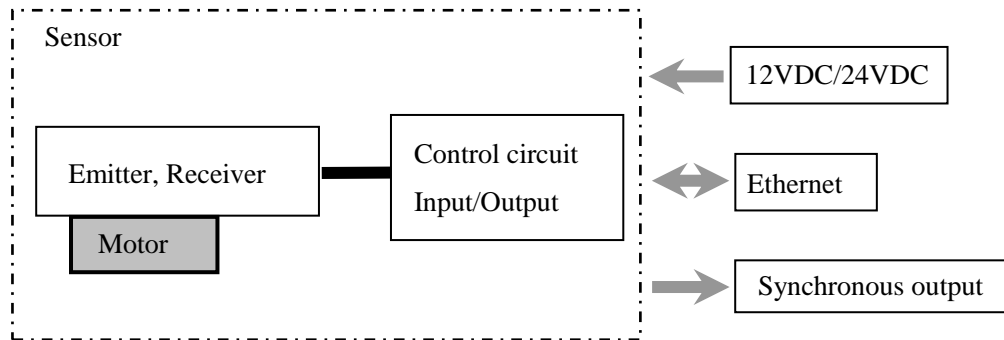 Sensor
12VDC/24VDC
Emitter, Receiver
Control circuit
Input/Output
Ethernet
Motor
Synchronous output